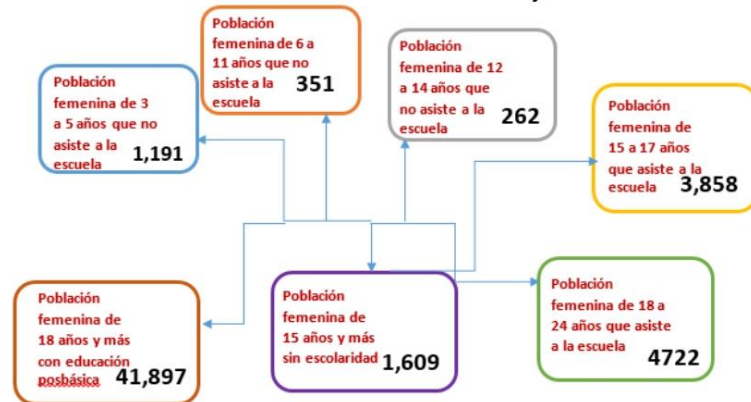 Población
femenina de 6 a
11 años que no
asiste a la
escuela 351
Población
femenina de 12
a 14 años que
no asiste a la
escuela 262
Población
femenina de 3
a 5 años que no
asiste a la
escuela 1,191
Población
femenina de
15 a 17 años
que asiste a la
escuela 3,858
Población
femenina de
18 años y más
con educación
posbásica 41,897
Población
femenina de
15 años y más
sin escolaridad 1,609
Población
femenina de 18 a
24 años que asiste
a la escuela 4722